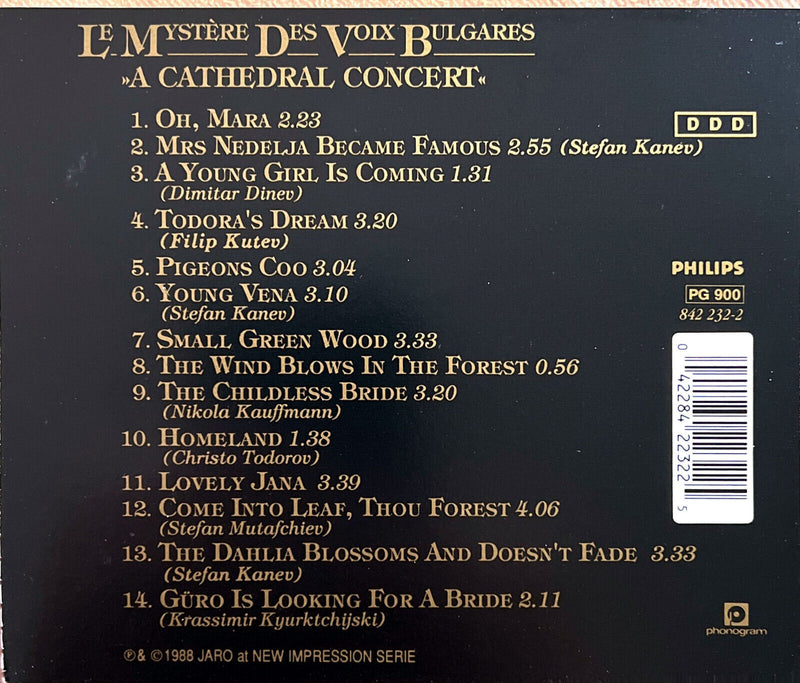 LE MYSTÈRE DES VOIX BULGARES
»A CATHEDRAL CONCERT«
1. OH, MARA 2.23
DDD
2. MRS NEDELJA BECAME FAMOUS 2.55 (Stefan Kanev)
3. A YOUNG GIRL IS COMING 1.31
(Dimitar Dinev)
4. TODORA'S DREAM 3.20
(Filip Kutev)
5. PIGEONS COO 3.04
PHILIPS
6. YOUNG VENA 3.10
PG 900
(Stefan Kanev)
842 232-2
7. SMALL GREEN WOOD 3.33
8. THE WIND BLOWS IN THE FOREST 0.56
9. THE CHILDLESS BRIDE 3.20
(Nikola Kauffmann)
10. HOMELAND 1.38
(Christo Todorov)
11. LOVELY JANA 3.39
12. COME INTO LEAF, THOU FOREST 4.06
(Stefan Mutafchiev)
13. THE DAHLIA BLOSSOMS AND DOESN'T FADE 3.33
(Stefan Kanev)
14. GÜRO IS LOOKING FOR A BRIDE 2.11
(Krassimir Kyurktchijski)
0 42284 22322 5
phonogram
℗ & ©1988 JARO at NEW IMPRESSION SERIE